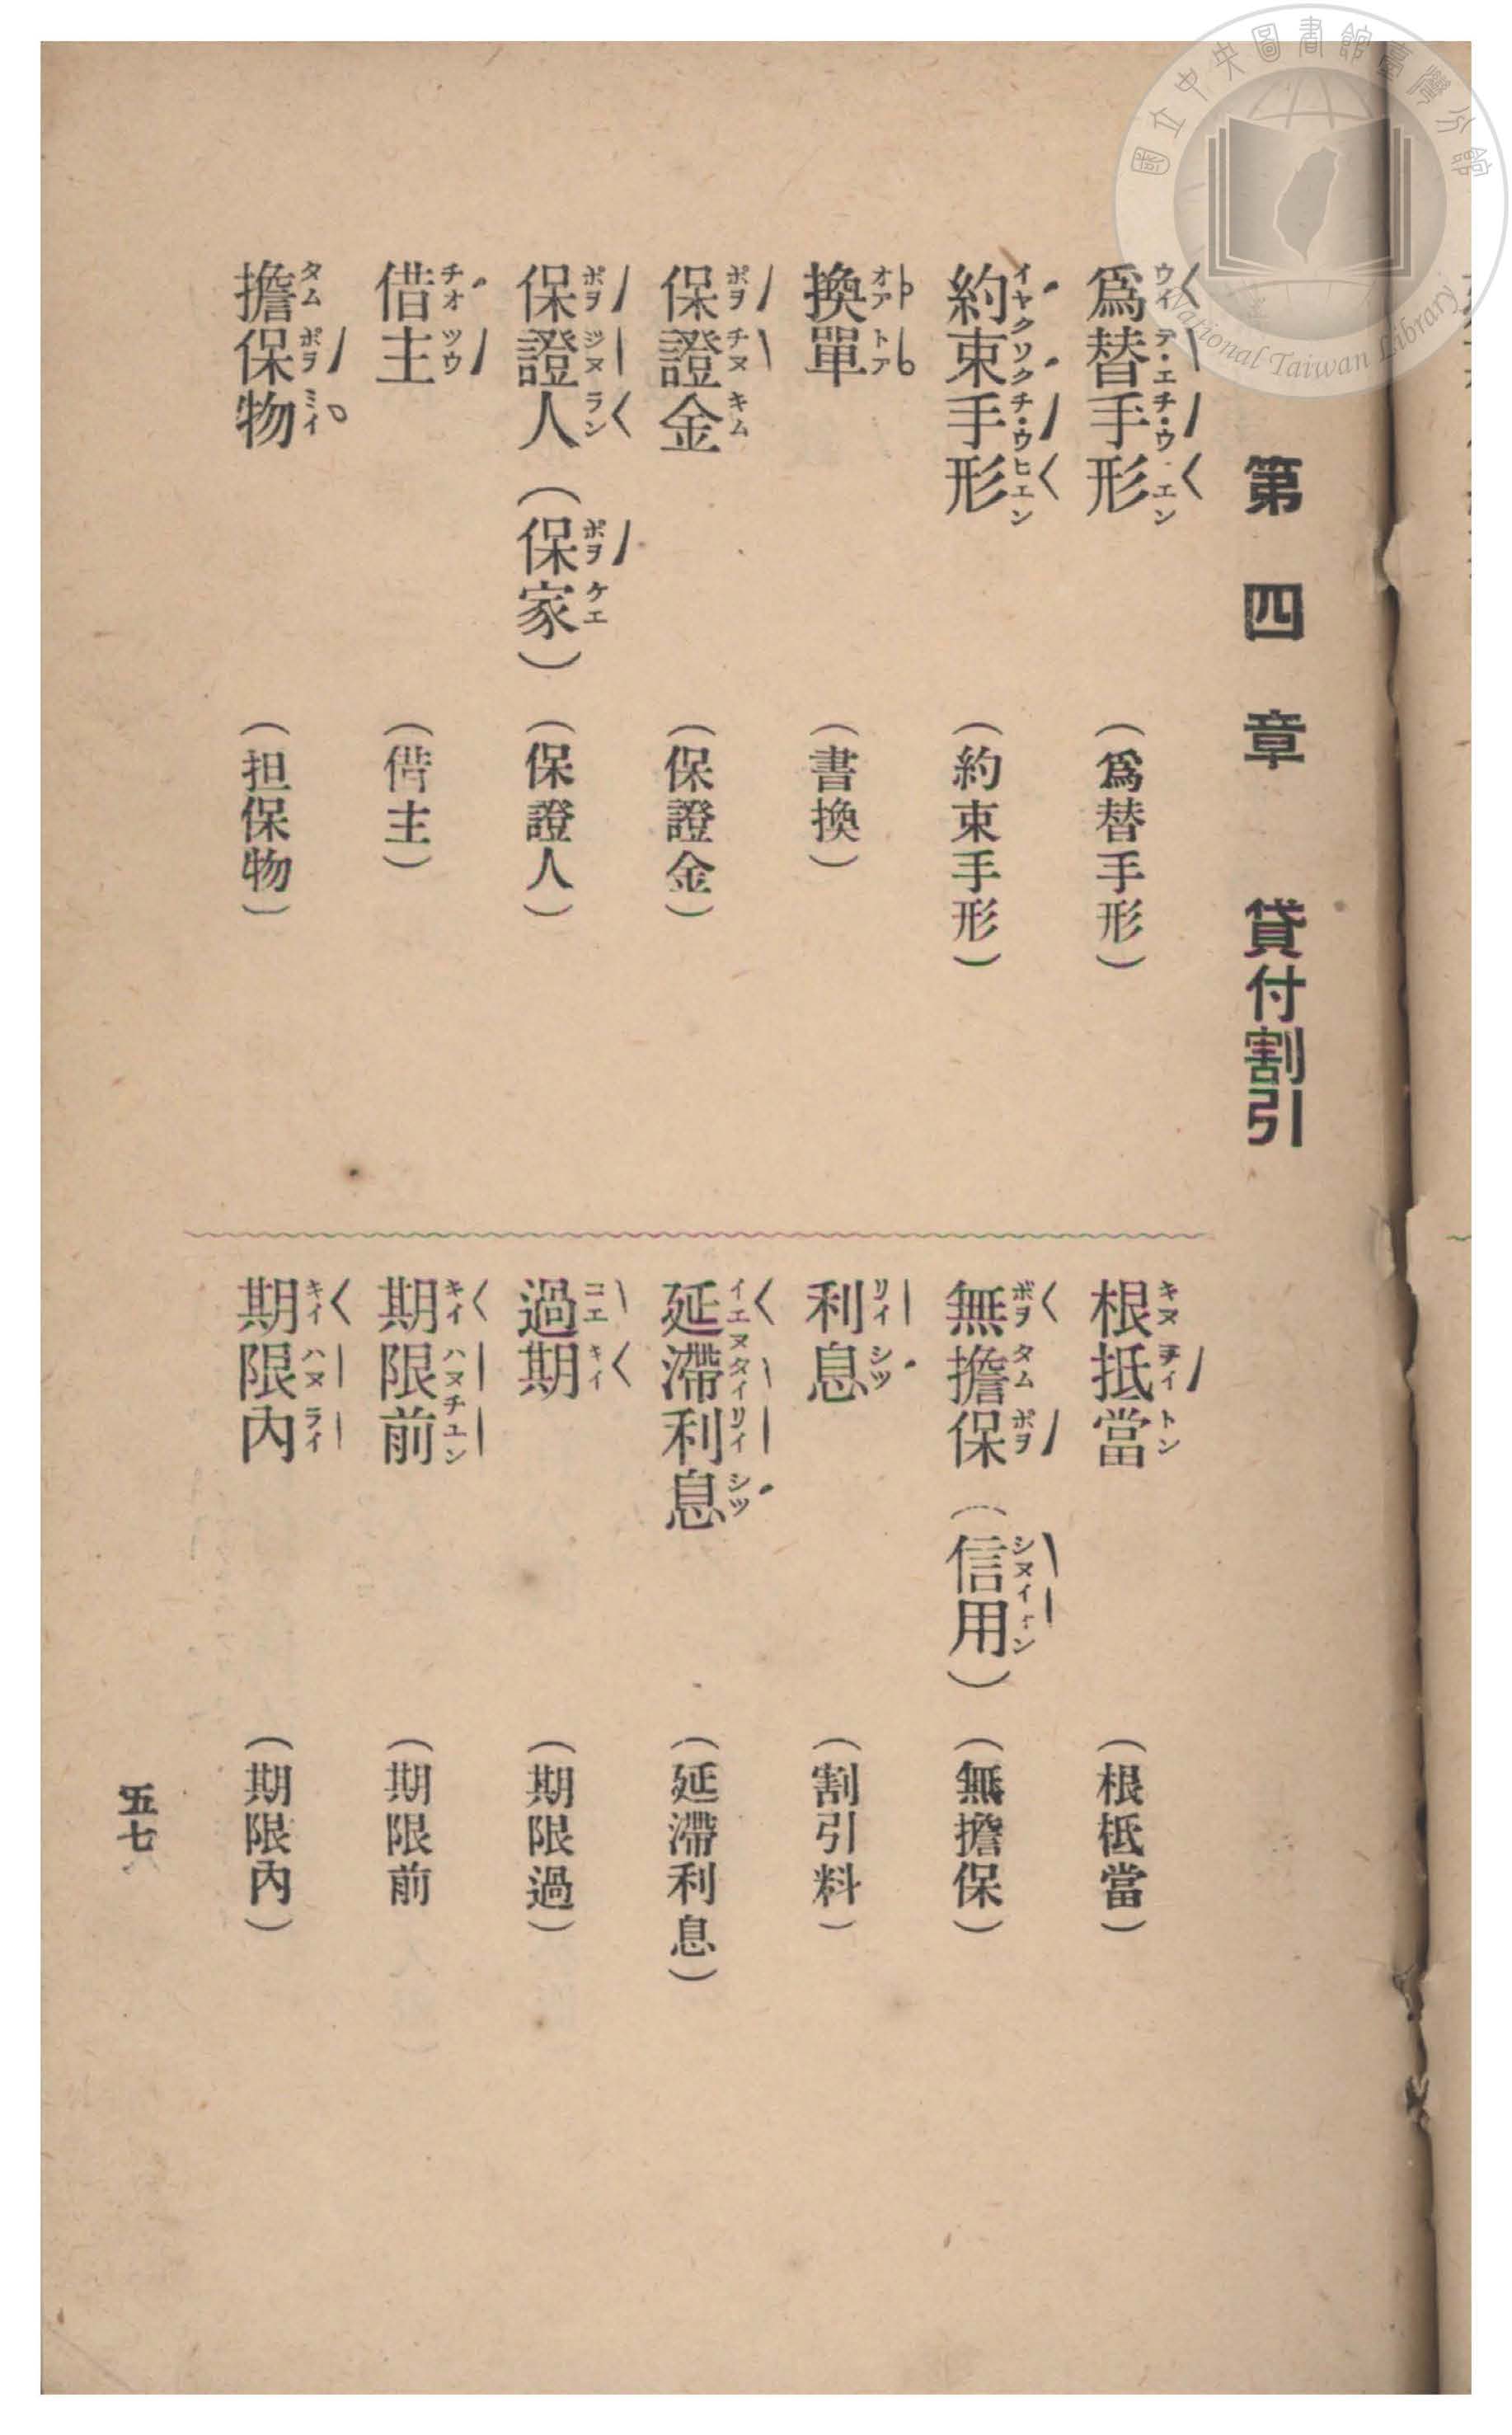 第四章 貸付割引
爲替手形 (爲替手形)
約束手形 (約束手形)
換單 (書換)
保證金 (保證金)
保證人(保家) (保證人)
借主 (借主)
擔保物 (担保物)
根抵當 (根柢當)
無擔保(信用) (無擔保)
利息 (割引料)
延滯利息 (延滯利息)
過期 (期限過)
期限前 (期限前
期限內 (期限內)
五七
國立中央圖書館臺灣分館
National Taiwan Library